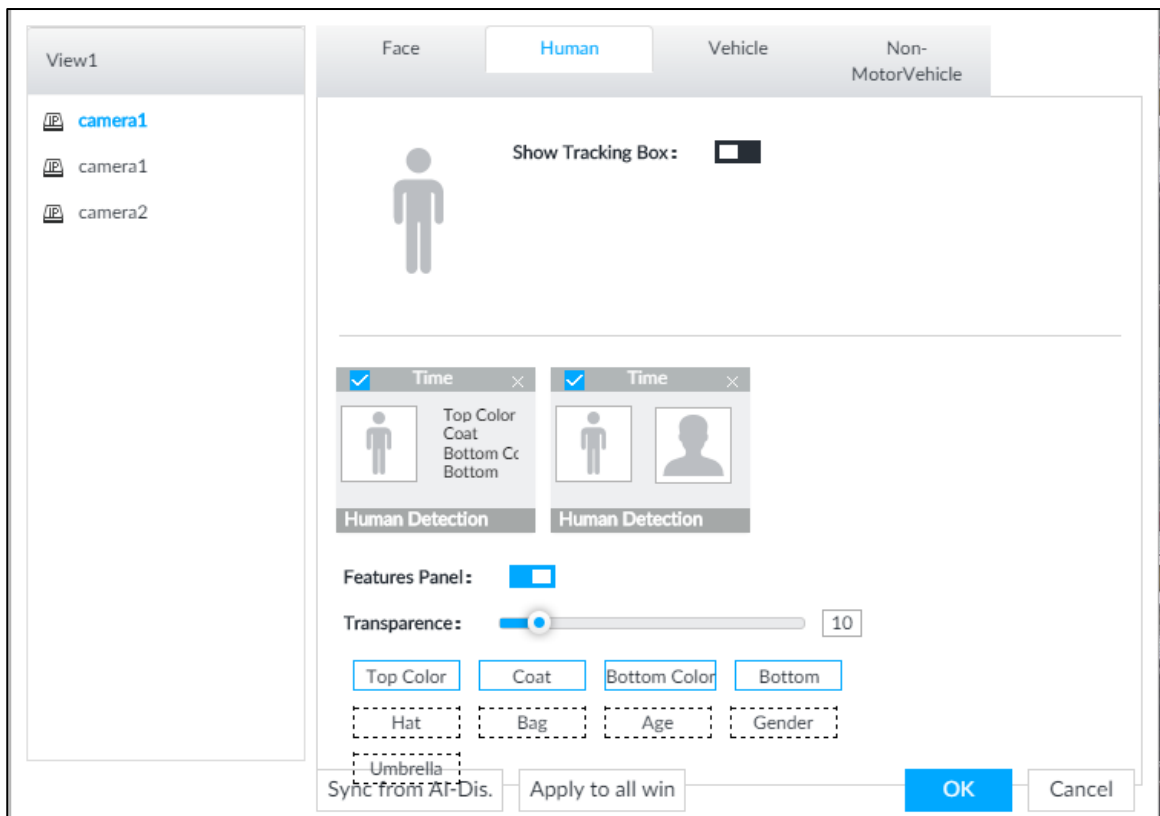 View1
camera1
camera1
camera2
Face
Human
Vehicle
Non-
MotorVehicle
Show Tracking Box:
Time
Top Color
Coat
Bottom Cc
Bottom
Human Detection
Time
Human Detection
Features Panel:
Transparence:
10
Top Color
Coat
Bottom Color
Bottom
Hat
Bag
Age
Gender
Umbrella
Sync from AI-Dis.
Apply to all win
OK
Cancel